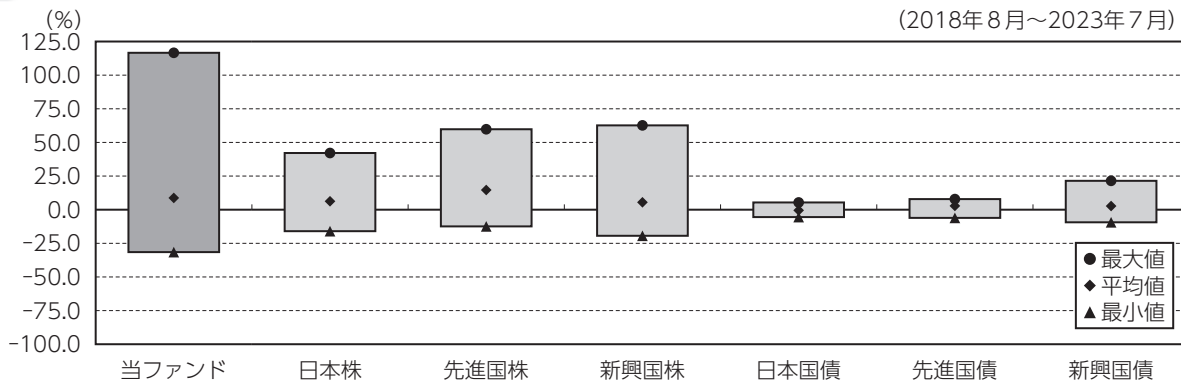 (%)
(2018年8月～2023年7月)
125.0
100.0
75.0
50.0
25.0
0.0
-25.0
-50.0
-75.0
-100.0
●最大値
◆平均値
▲最小値
当ファンド 日本株 先進国株 新興国株 日本国債 先進国債 新興国債